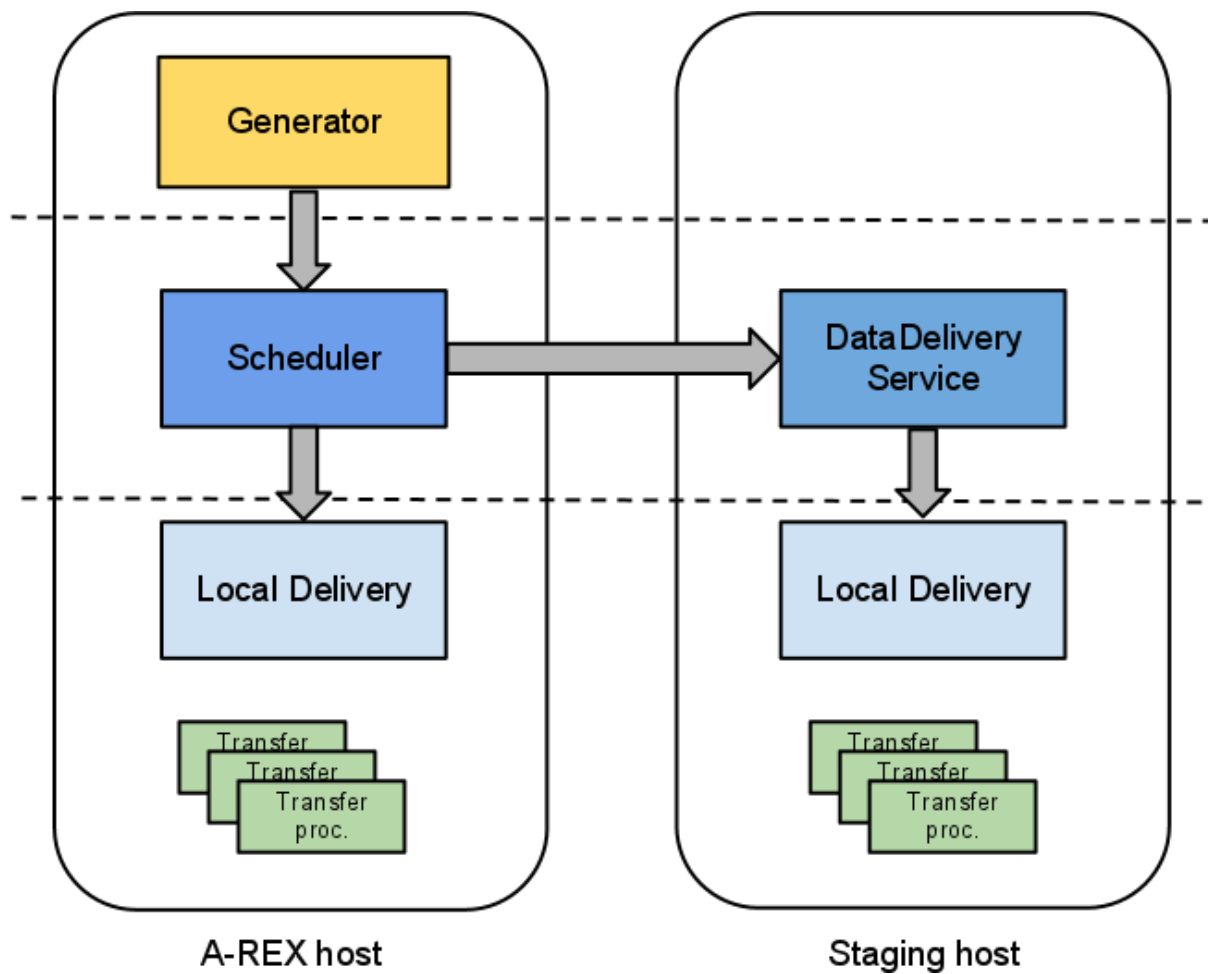 Generator
Scheduler
DataDelivery
Service
Local Delivery
Local Delivery
Transfer
Transfer
Transfer
proc.
Transfer
Transfer
Transfer
proc.
A-REX host
Staging host